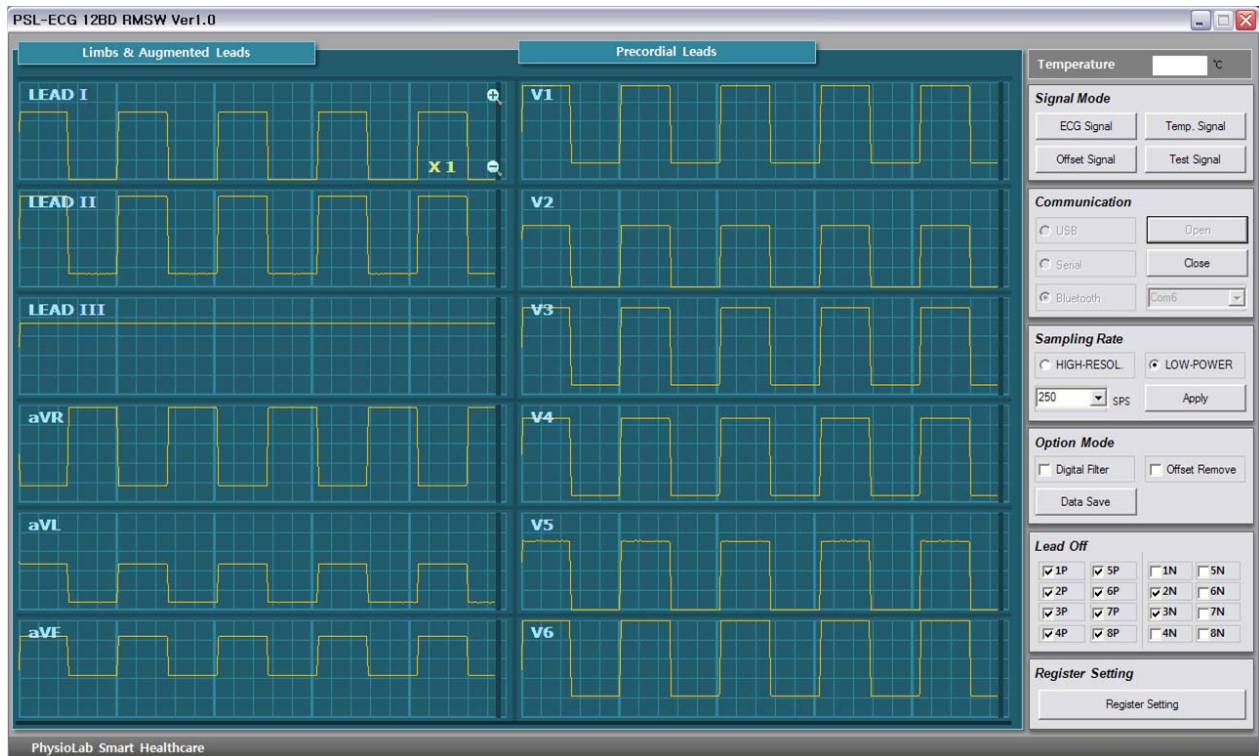 PSL-ECG 12BD RMSW Ver1.0
Limbs & Augmented Leads
Precordial Leads
LEAD I
X 1
LEAD II
LEAD III
aVR
aVL
aVF
V1
V2
V3
V4
V5
V6
Temperature
℃
Signal Mode
ECG Signal
Temp. Signal
Offset Signal
Test Signal
Communication
USB
Open
Serial
Close
Bluetooth
Com6
Sampling Rate
HIGH-RESOL.
LOW-POWER
250
SPS
Apply
Option Mode
Digital Filter
Offset Remove
Data Save
Lead Off
1P 5P 1N 5N
2P 6P 2N 6N
3P 7P 3N 7N
4P 8P 4N 8N
Register Setting
Register Setting
PhysioLab Smart Healthcare